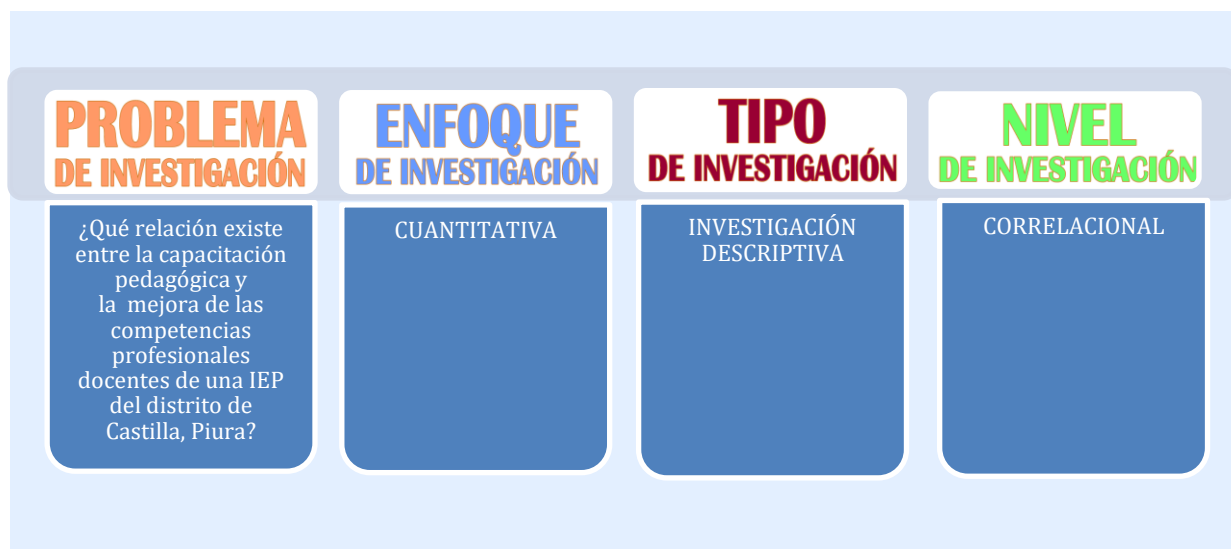 PROBLEMA
DE INVESTIGACIÓN
¿Qué relación existe
entre la capacitación
pedagógica y
la mejora de las
competencias
profesionales
docentes de una IEP
del distrito de
Castilla, Piura?
ENFOQUE
DE INVESTIGACIÓN
CUANTITATIVA
TIPO
DE INVESTIGACIÓN
INVESTIGACIÓN
DESCRIPTIVA
NIVEL
DE INVESTIGACIÓN
CORRELACIONAL